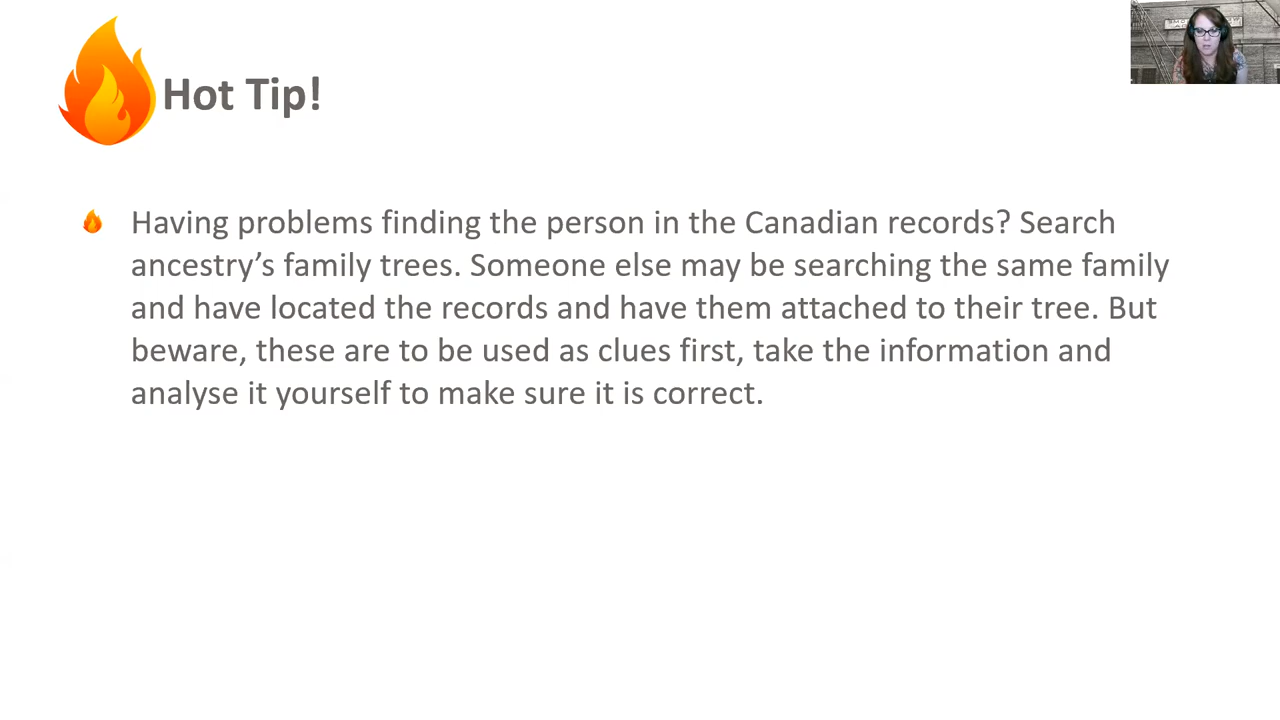 Hot Tip!
Having problems finding the person in the Canadian records? Search
ancestry’s family trees. Someone else may be searching the same family
and have located the records and have them attached to their tree. But
beware, these are to be used as clues first, take the information and
analyse it yourself to make sure it is correct.